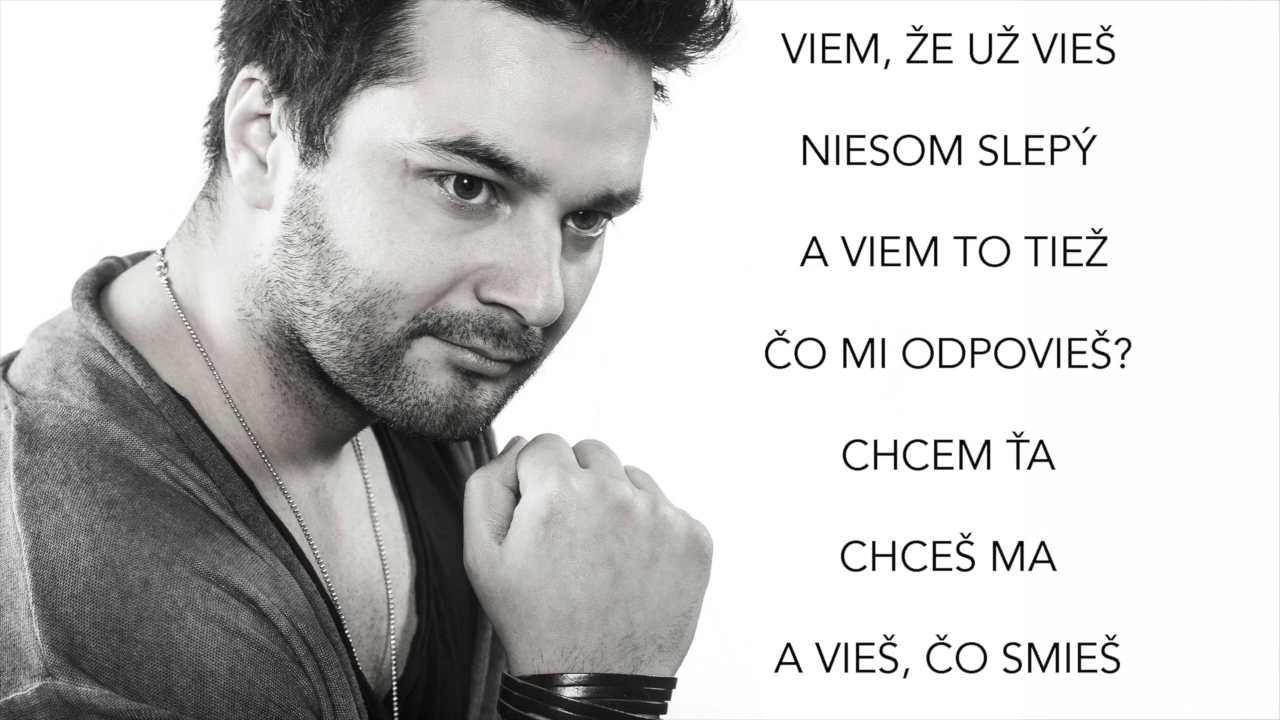 VIEM, ŽE UŽ VIEŠ
NIESOM SLEPÝ
A VIEM TO TIEŽ
ČO MI ODPOVIEŠ?
CHCEM ŤA
CHCEŠ MA
A VIEŠ, ČO SMIEŠ